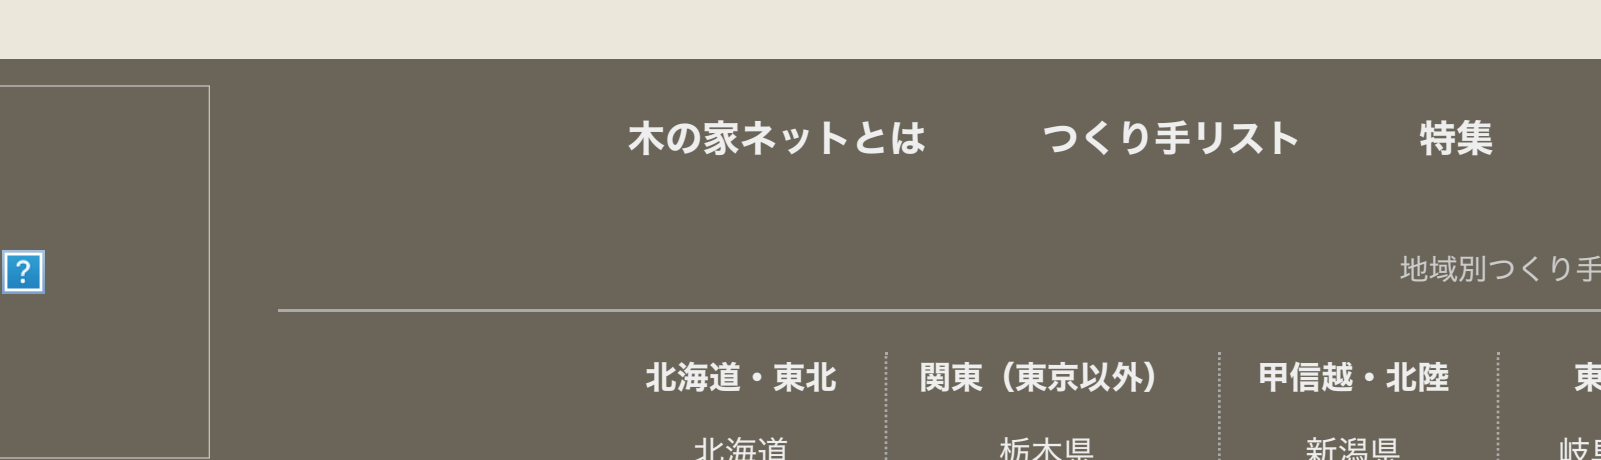 木の家ネットとは つくり手リスト 特集
地域別つくり手
北海道・東北 関東（東京以外） 甲信越・北陸 東
北海道 栃木県 新潟県 岐